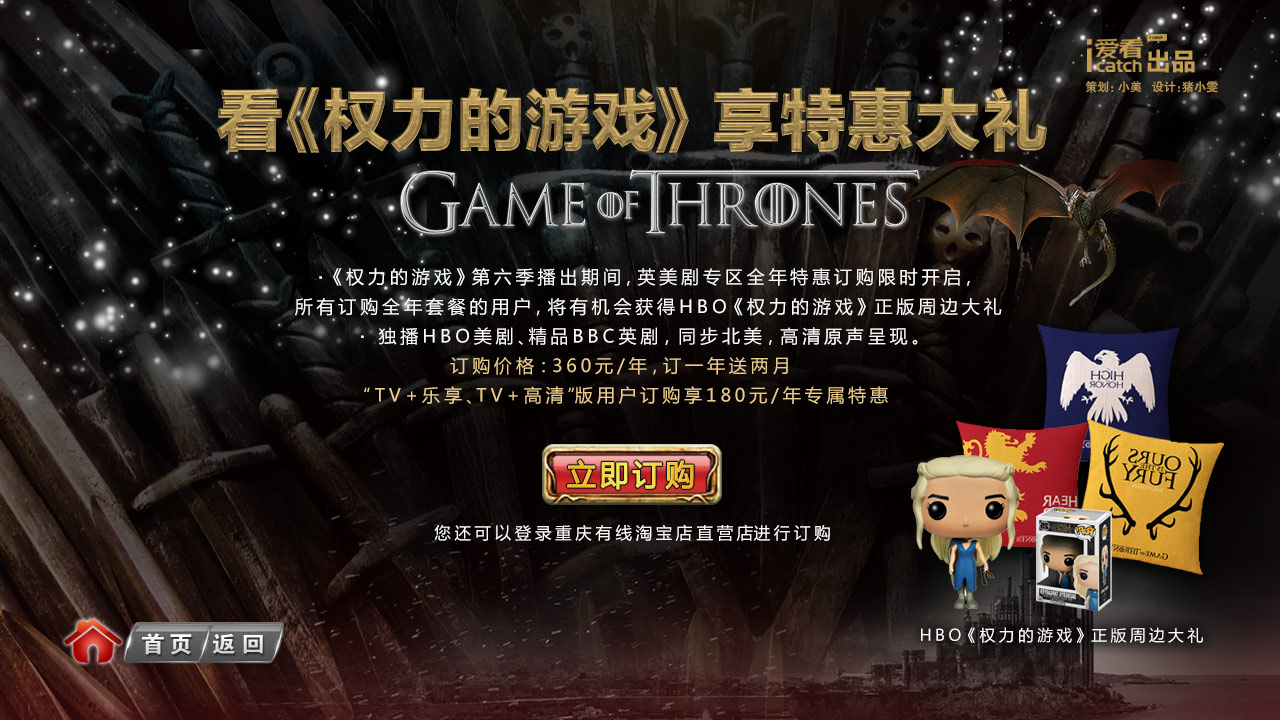 爱看
iCatch 出品
策划: 小美 设计:猪小雯
看《权力的游戏》享特惠大礼
GAME OF THRONES
·《权力的游戏》第六季播出期间,英美剧专区全年特惠订购限时开启,
所有订购全年套餐的用户,将有机会获得HBO《权力的游戏》正版周边大礼
· 独播HBO美剧、精品BBC英剧,同步北美,高清原声呈现。
订购价格:360元/年,订一年送两月
“TV+乐享、TV+高清”版用户订购享180元/年专属特惠
立即订购
您还可以登录重庆有线淘宝店直营店进行订购
HIGH
HONOR
OURS
FURY
HEAR
GAME OF THRONES
HBO《权力的游戏》正版周边大礼
首页 返回